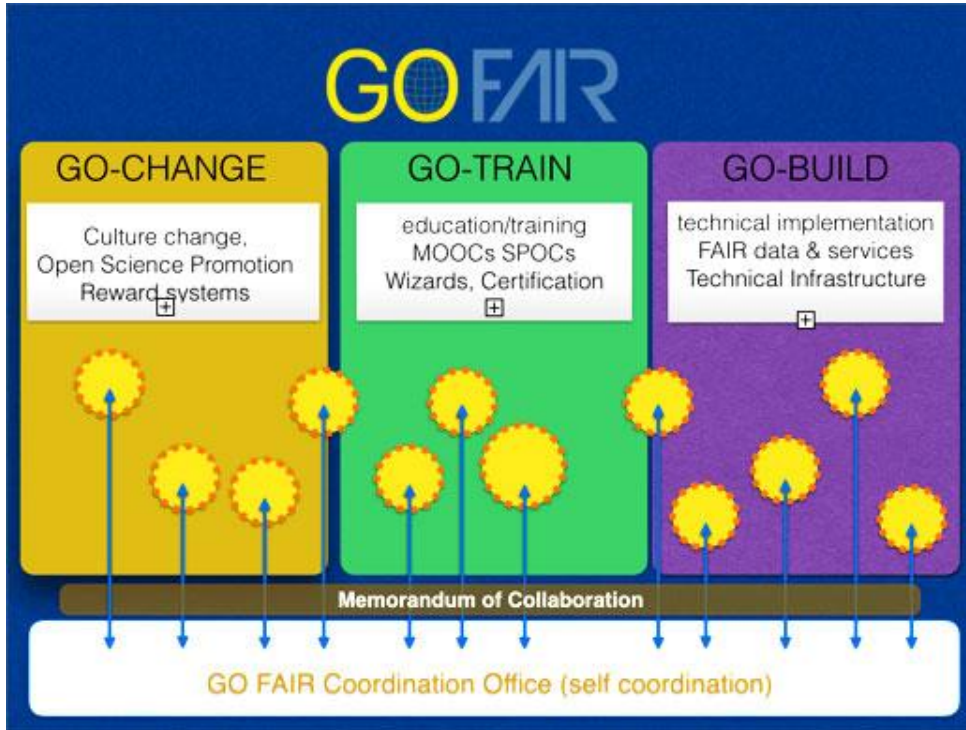 GO FAIR
GO-CHANGE
Culture change,
Open Science Promotion
Reward systems
GO-TRAIN
education/training
MOOCs SPOCs
Wizards, Certification
GO-BUILD
technical implementation
FAIR data & services
Technical Infrastructure
Memorandum of Collaboration
GO FAIR Coordination Office (self coordination)